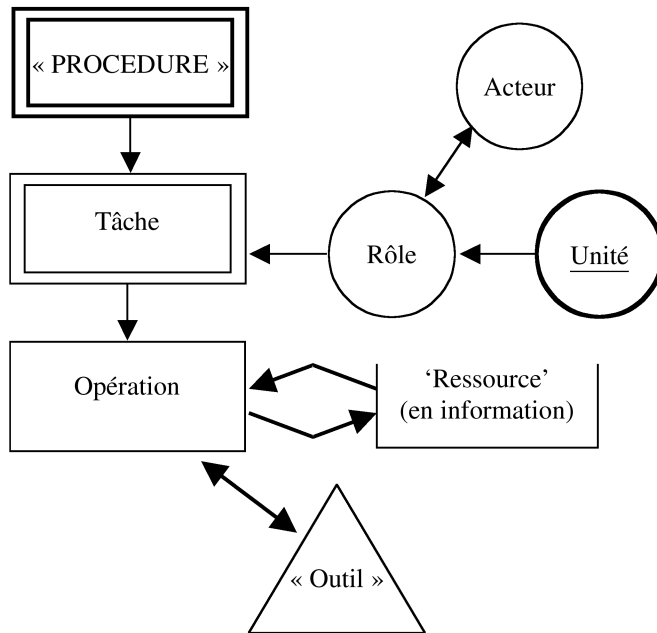 « PROCEDURE »
Acteur
Tâche
Rôle
Unité
Opération
‘Ressource’
(en information)
« Outil »